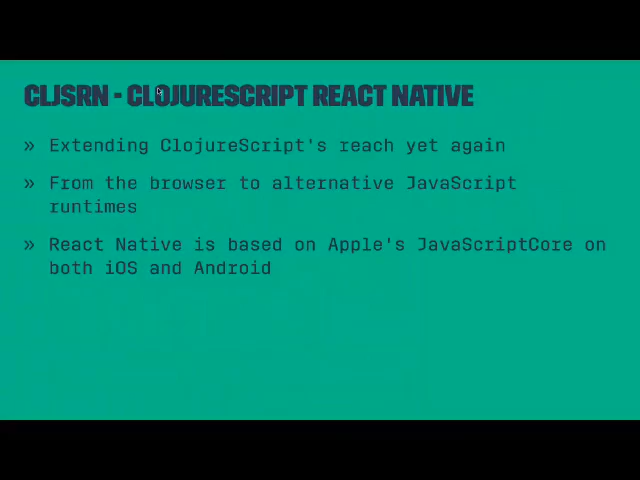 CLJSRN - CLOJURESCRIPT REACT NATIVE
» Extending ClojureScript's reach yet again
» From the browser to alternative JavaScript
runtimes
» React Native is based on Apple's JavaScriptCore on
both iOS and Android